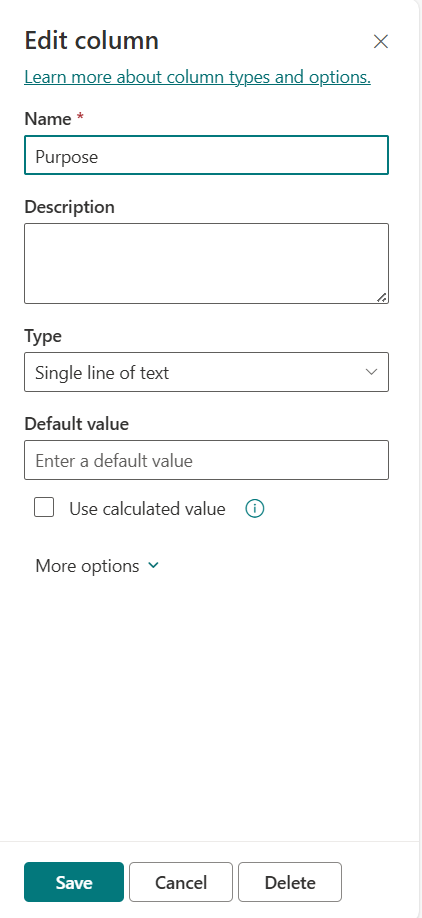 Edit column
Learn more about column types and options.
Name *
Purpose
Description
Type
Single line of text
Default value
Enter a default value
Use calculated value
More options
Save Cancel Delete